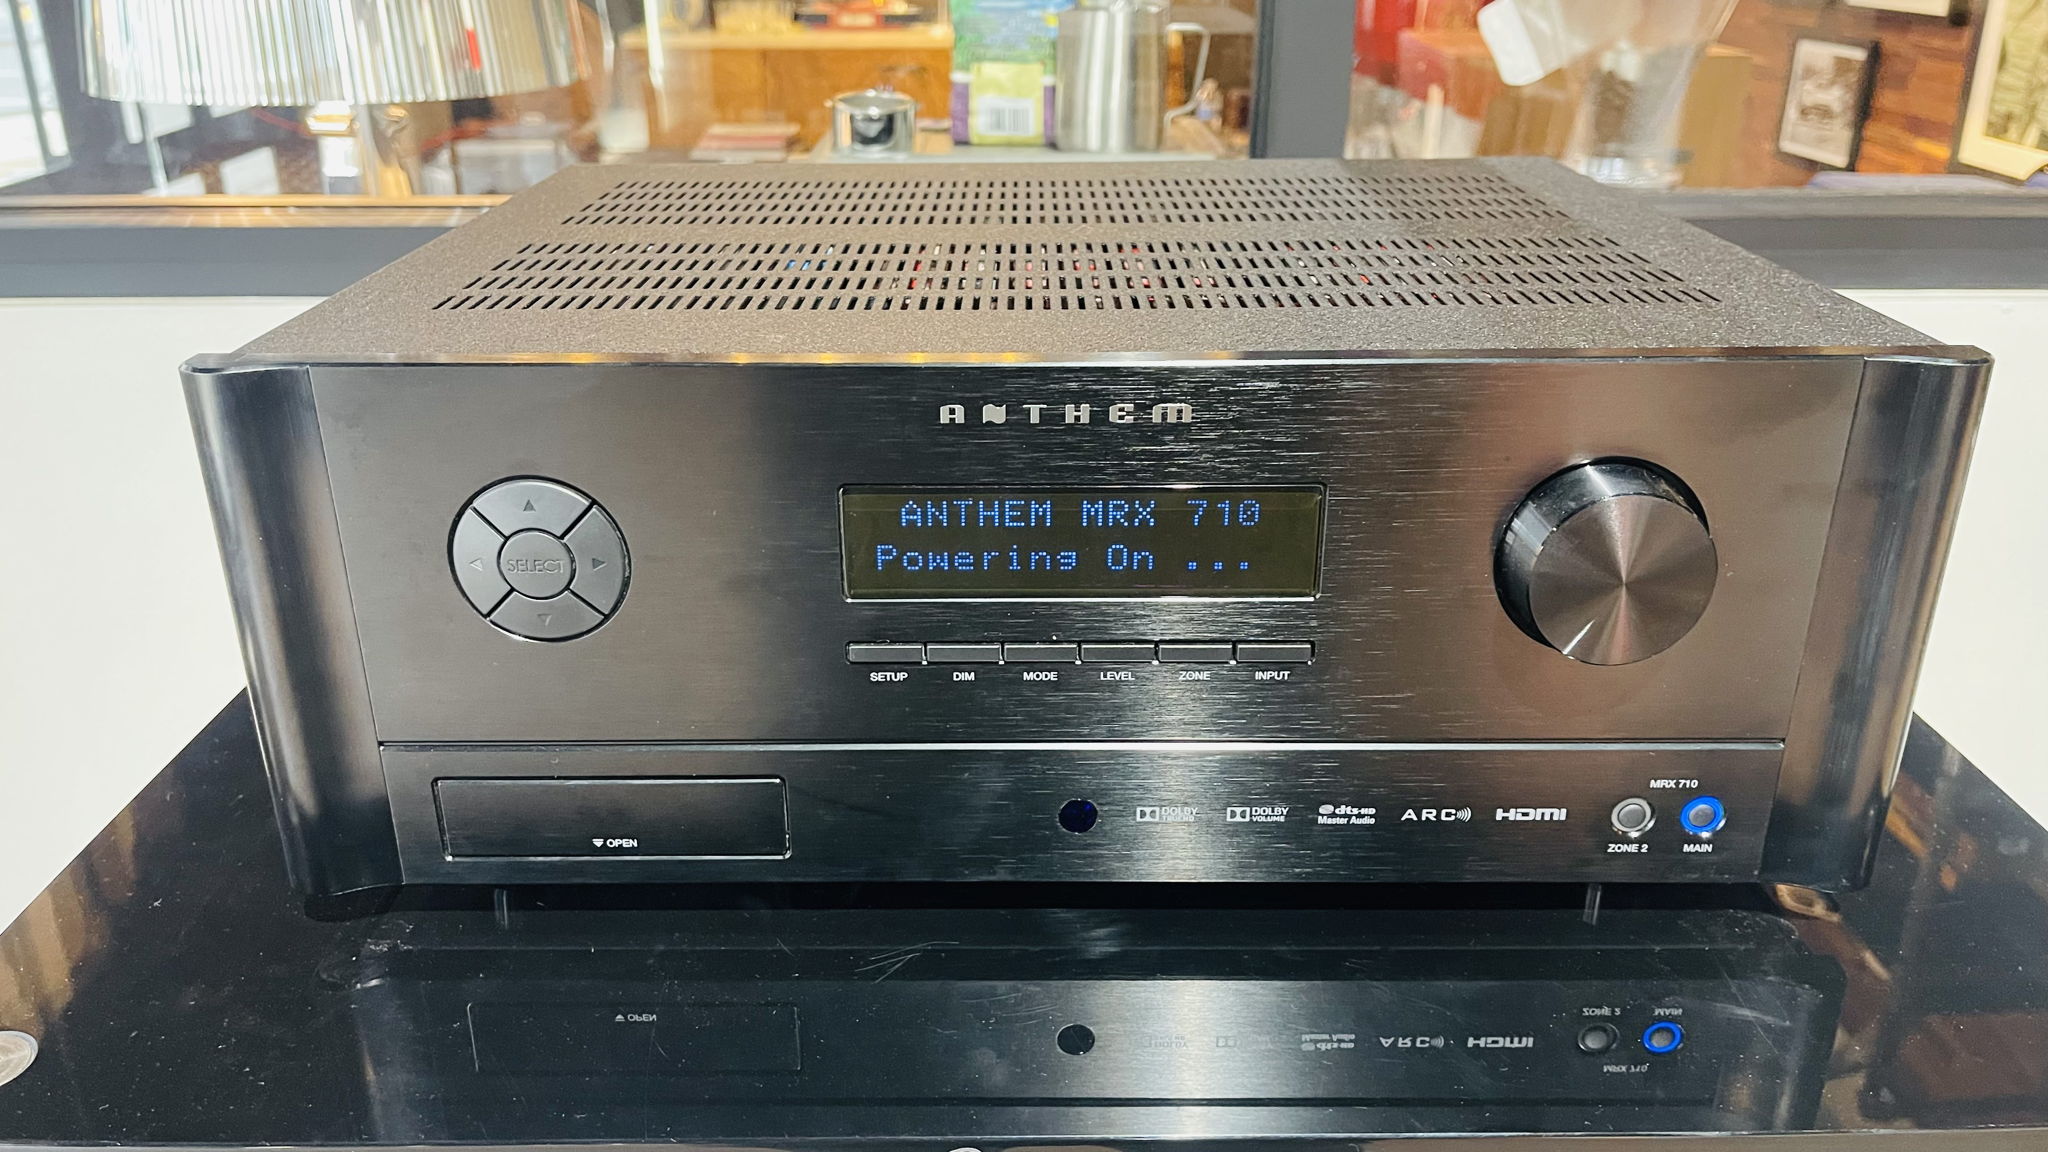 ANTHEM
ANTHEM MRX 710
Powering On ...
SELECT
SETUP DIM MODE LEVEL ZONE INPUT
MRX 710
OPEN
DOLBY TRUEHD
DOLBY VOLUME
dts-HD Master Audio
ARC
HDMI
ZONE 2 MAIN